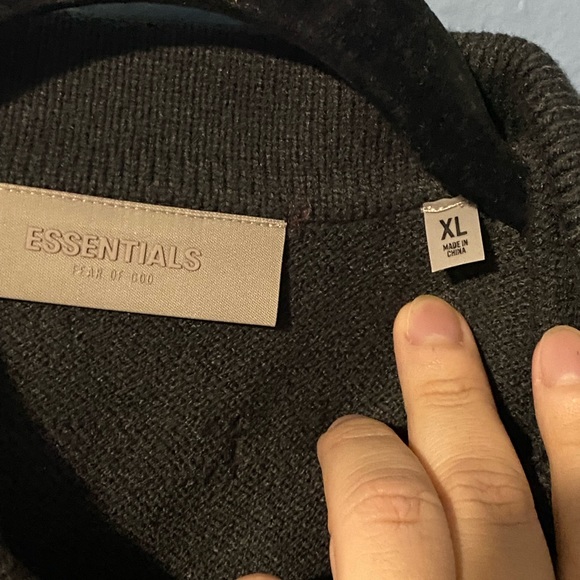 ESSENTIALS
FEAR OF GOD
XL
MADE IN
CHINA